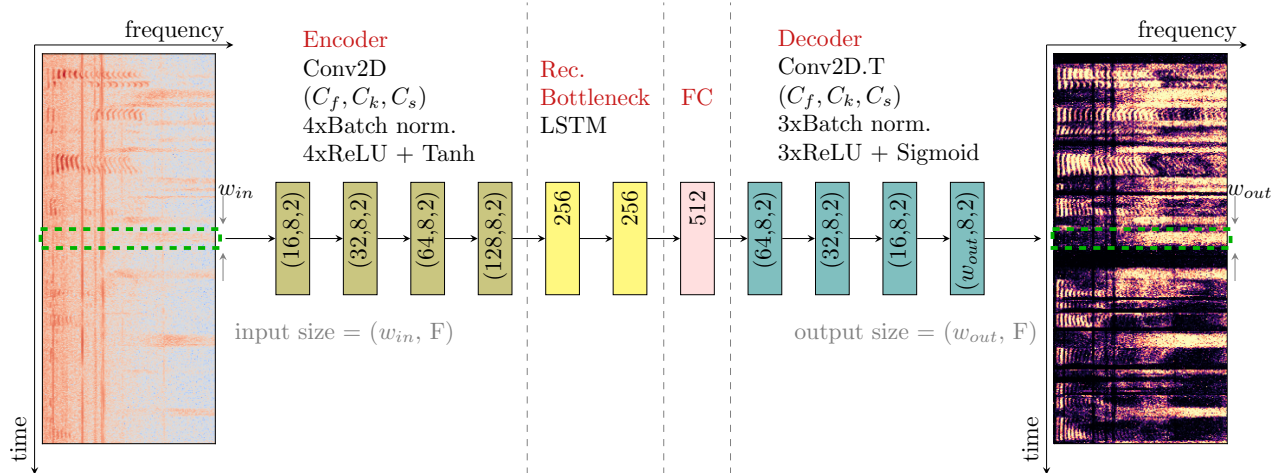 frequency
time
w_in
Encoder
Conv2D
(C_f, C_k, C_s)
4xBatch norm.
4xReLU + Tanh
(16,8,2)
(32,8,2)
(64,8,2)
(128,8,2)
input size = (w_in, F)
Rec.
Bottleneck
LSTM
256
256
FC
512
Decoder
Conv2D.T
(C_f, C_k, C_s)
3xBatch norm.
3xReLU + Sigmoid
(64,8,2)
(32,8,2)
(16,8,2)
(w_out,8,2)
output size = (w_out, F)
frequency
w_out
time